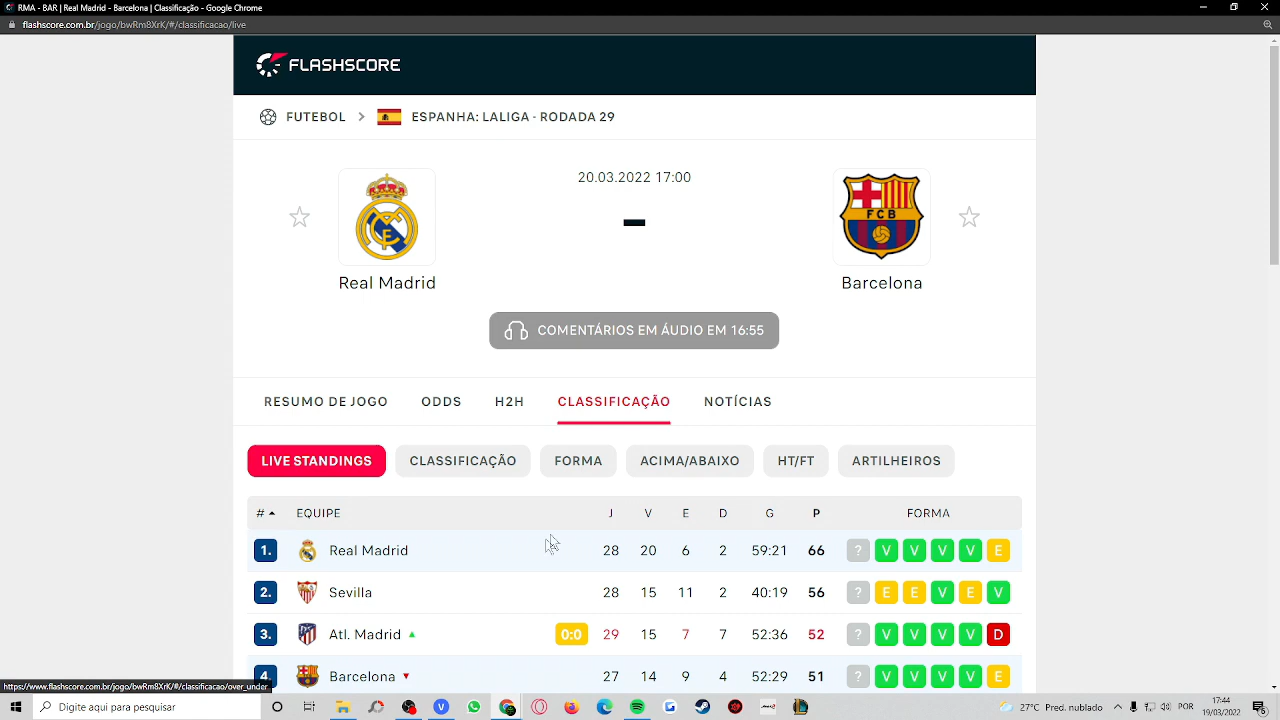 RMA - BAR | Real Madrid - Barcelona | Classificação - Google Chrome
flashscore.com.br/jogo/bwRm8XrK/#/classificacao/live
FLASHSCORE
FUTEBOL > ESPANHA: LALIGA - RODADA 29
20.03.2022 17:00
-
FCB
Real Madrid
Barcelona
COMENTÁRIOS EM ÁUDIO EM 16:55
RESUMO DE JOGO ODDS H2H CLASSIFICAÇÃO NOTÍCIAS
LIVE STANDINGS CLASSIFICAÇÃO FORMA ACIMA/ABAIXO HT/FT ARTILHEIROS
# EQUIPE J V E D G P FORMA
1. Real Madrid 28 20 6 2 59:21 66 ? V V V V E
2. Sevilla 28 15 11 2 40:19 56 ? E E V E V
3. Atl. Madrid 0:0 29 15 7 7 52:36 52 ? V V V V D
4. Barcelona 27 14 9 4 52:29 51 ? V V V V E
https://www.flashscore.com.br/jogo/bwRm8XrK/#/classificacao/over_under
Digite aqui para pesquisar
27°C Pred. nublado
POR
17:44
19/03/2022